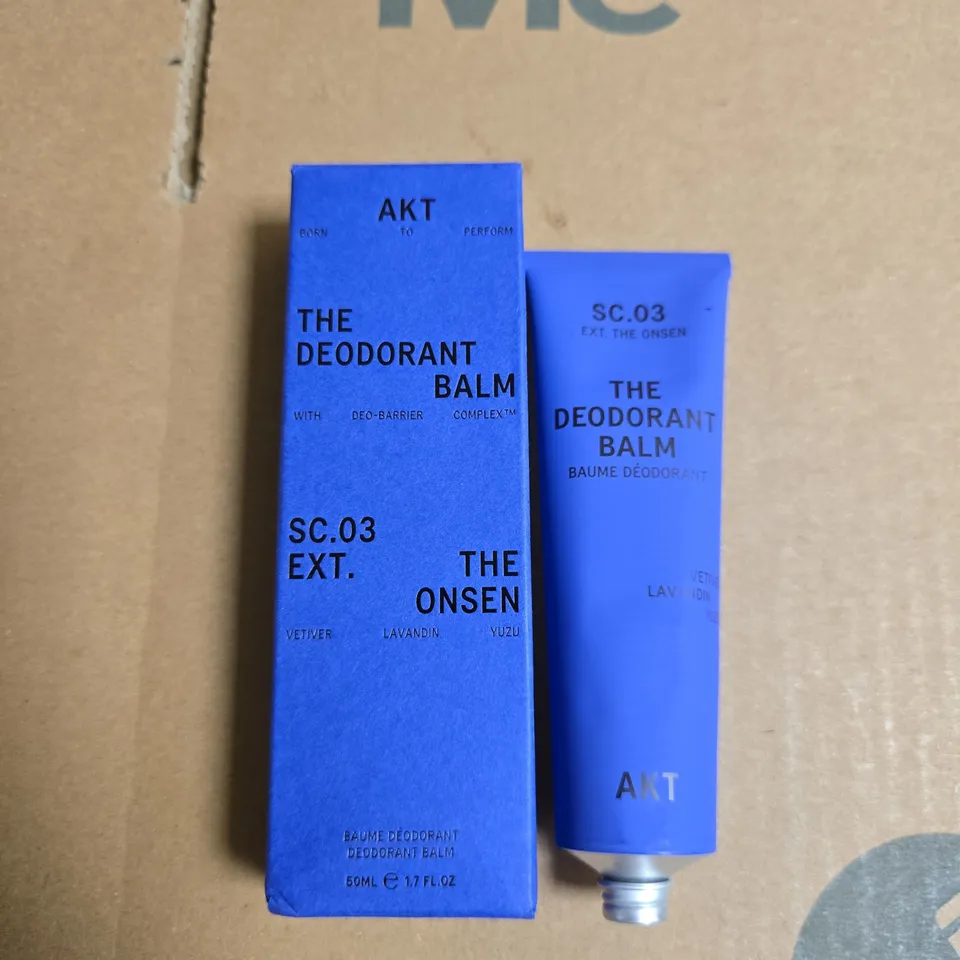 AKT
BORN TO PERFORM
THE
DEODORANT
BALM
WITH DEO-BARRIER COMPLEX™
SC.03
EXT. THE
ONSEN
VETIVER LAVANDIN YUZU
BAUME DÉODORANT
DEODORANT BALM
50ML ℮ 1.7 FL.OZ
SC.03
EXT. THE ONSEN
THE
DEODORANT
BALM
BAUME DÉODORANT
LAVANDIN
AKT